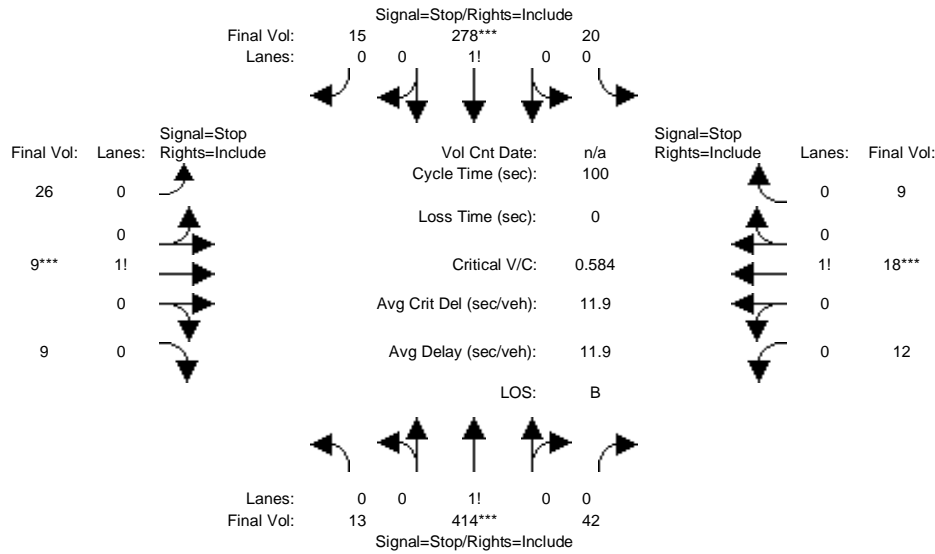 Signal=Stop/Rights=Include
Final Vol: 15 278*** 20
Lanes: 0 0 1! 0 0
Signal=Stop
Final Vol: Lanes: Rights=Include
Vol Cnt Date: n/a
Signal=Stop
Rights=Include Lanes: Final Vol:
Cycle Time (sec): 100
26 0
0 9
Loss Time (sec): 0
0
0
9*** 1!
Critical V/C: 0.584
1! 18***
0
Avg Crit Del (sec/veh): 11.9
0
9 0
Avg Delay (sec/veh): 11.9
0 12
LOS: B
Lanes: 0 0 1! 0 0
Final Vol: 13 414*** 42
Signal=Stop/Rights=Include